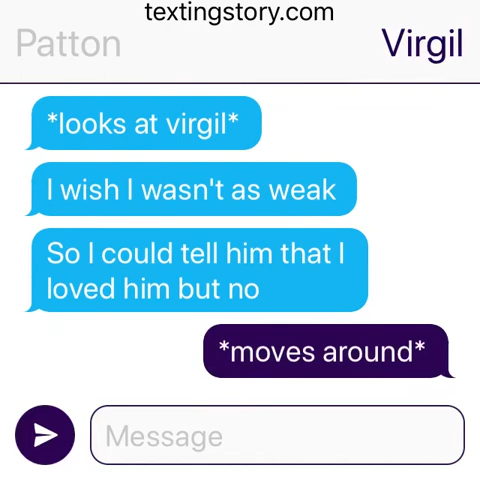 textingstory.com
Patton
Virgil
*looks at virgil*
I wish I wasn't as weak
So I could tell him that I
loved him but no
*moves around*
Message